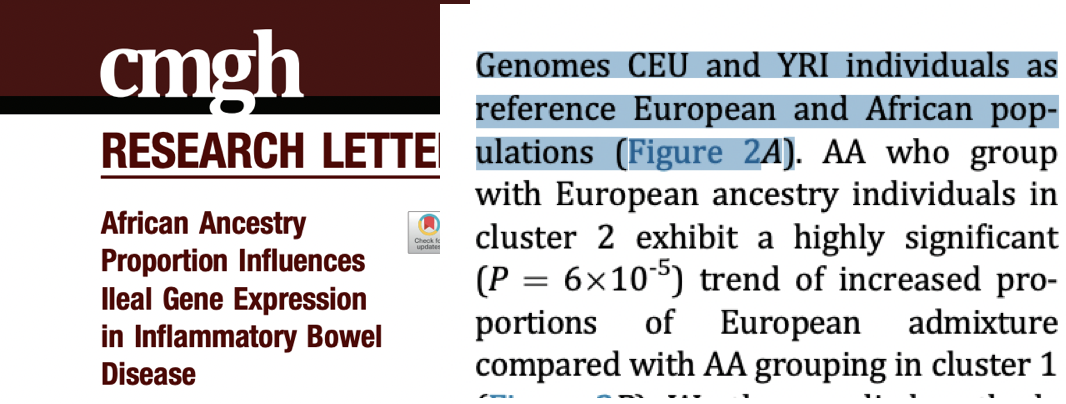 cmgh
RESEARCH LETTE
African Ancestry
Proportion Influences
Ileal Gene Expression
in Inflammatory Bowel
Disease
Check fo
updates
Genomes CEU and YRI individuals as
reference European and African pop-
ulations (Figure 2A). AA who group
with European ancestry individuals in
cluster 2 exhibit a highly significant
(P = 6×10⁻⁵) trend of increased pro-
portions of European admixture
compared with AA grouping in cluster 1